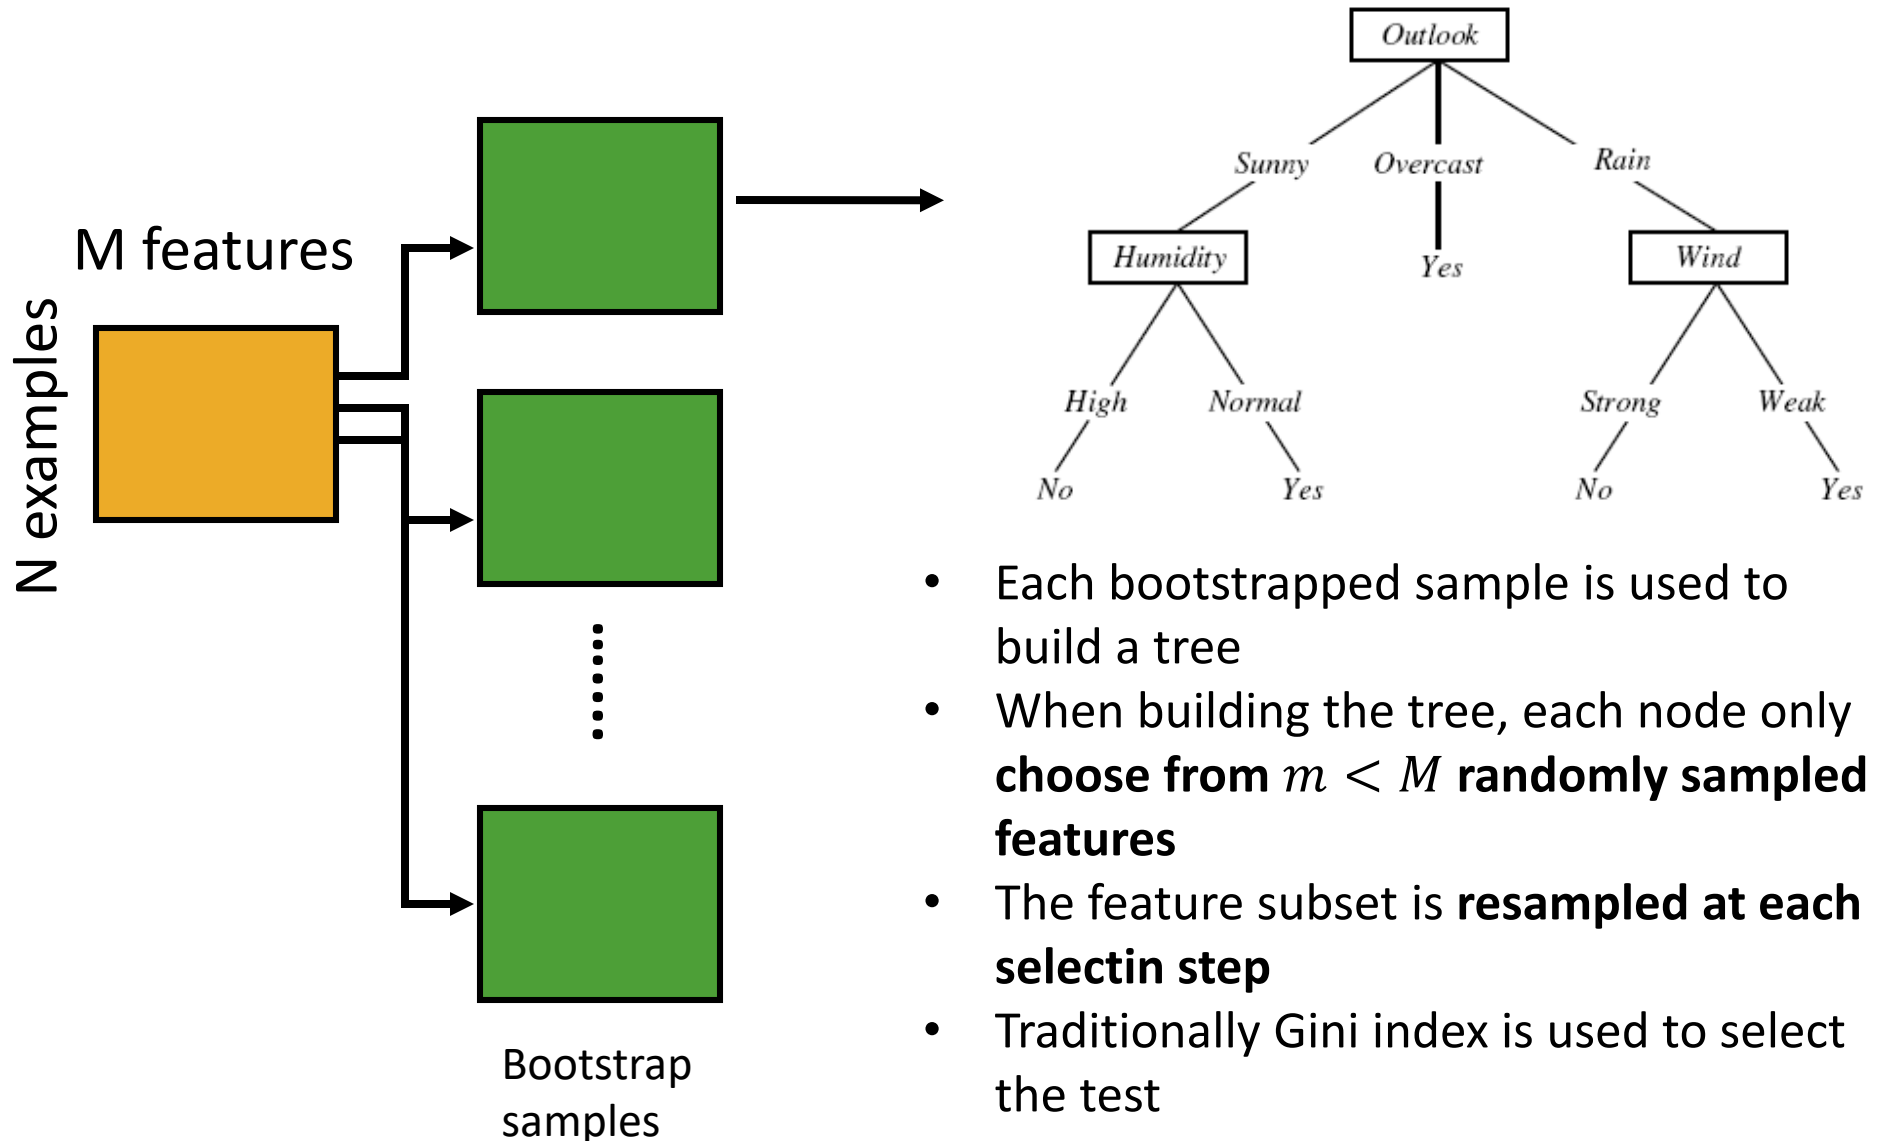 M features
N examples
Bootstrap
samples
Outlook
Sunny Overcast Rain
Humidity Yes Wind
High Normal Strong Weak
No Yes No Yes
• Each bootstrapped sample is used to
build a tree
• When building the tree, each node only
choose from m < M randomly sampled
features
• The feature subset is resampled at each
selectin step
• Traditionally Gini index is used to select
the test